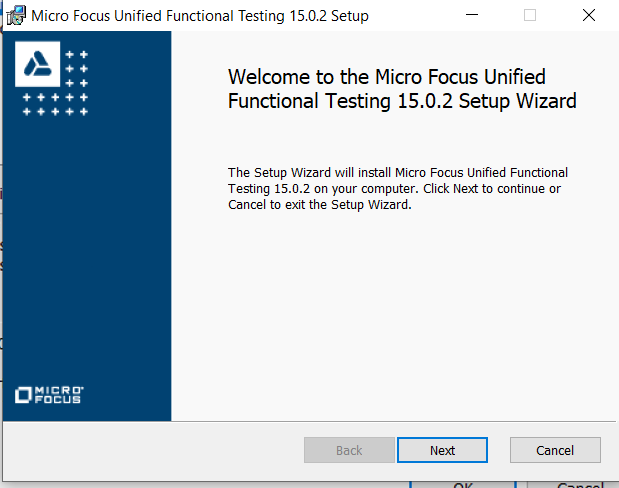 Micro Focus Unified Functional Testing 15.0.2 Setup
Welcome to the Micro Focus Unified
Functional Testing 15.0.2 Setup Wizard
The Setup Wizard will install Micro Focus Unified Functional
Testing 15.0.2 on your computer. Click Next to continue or
Cancel to exit the Setup Wizard.
MICRO
FOCUS
Back
Next
Cancel
OK
Cancel